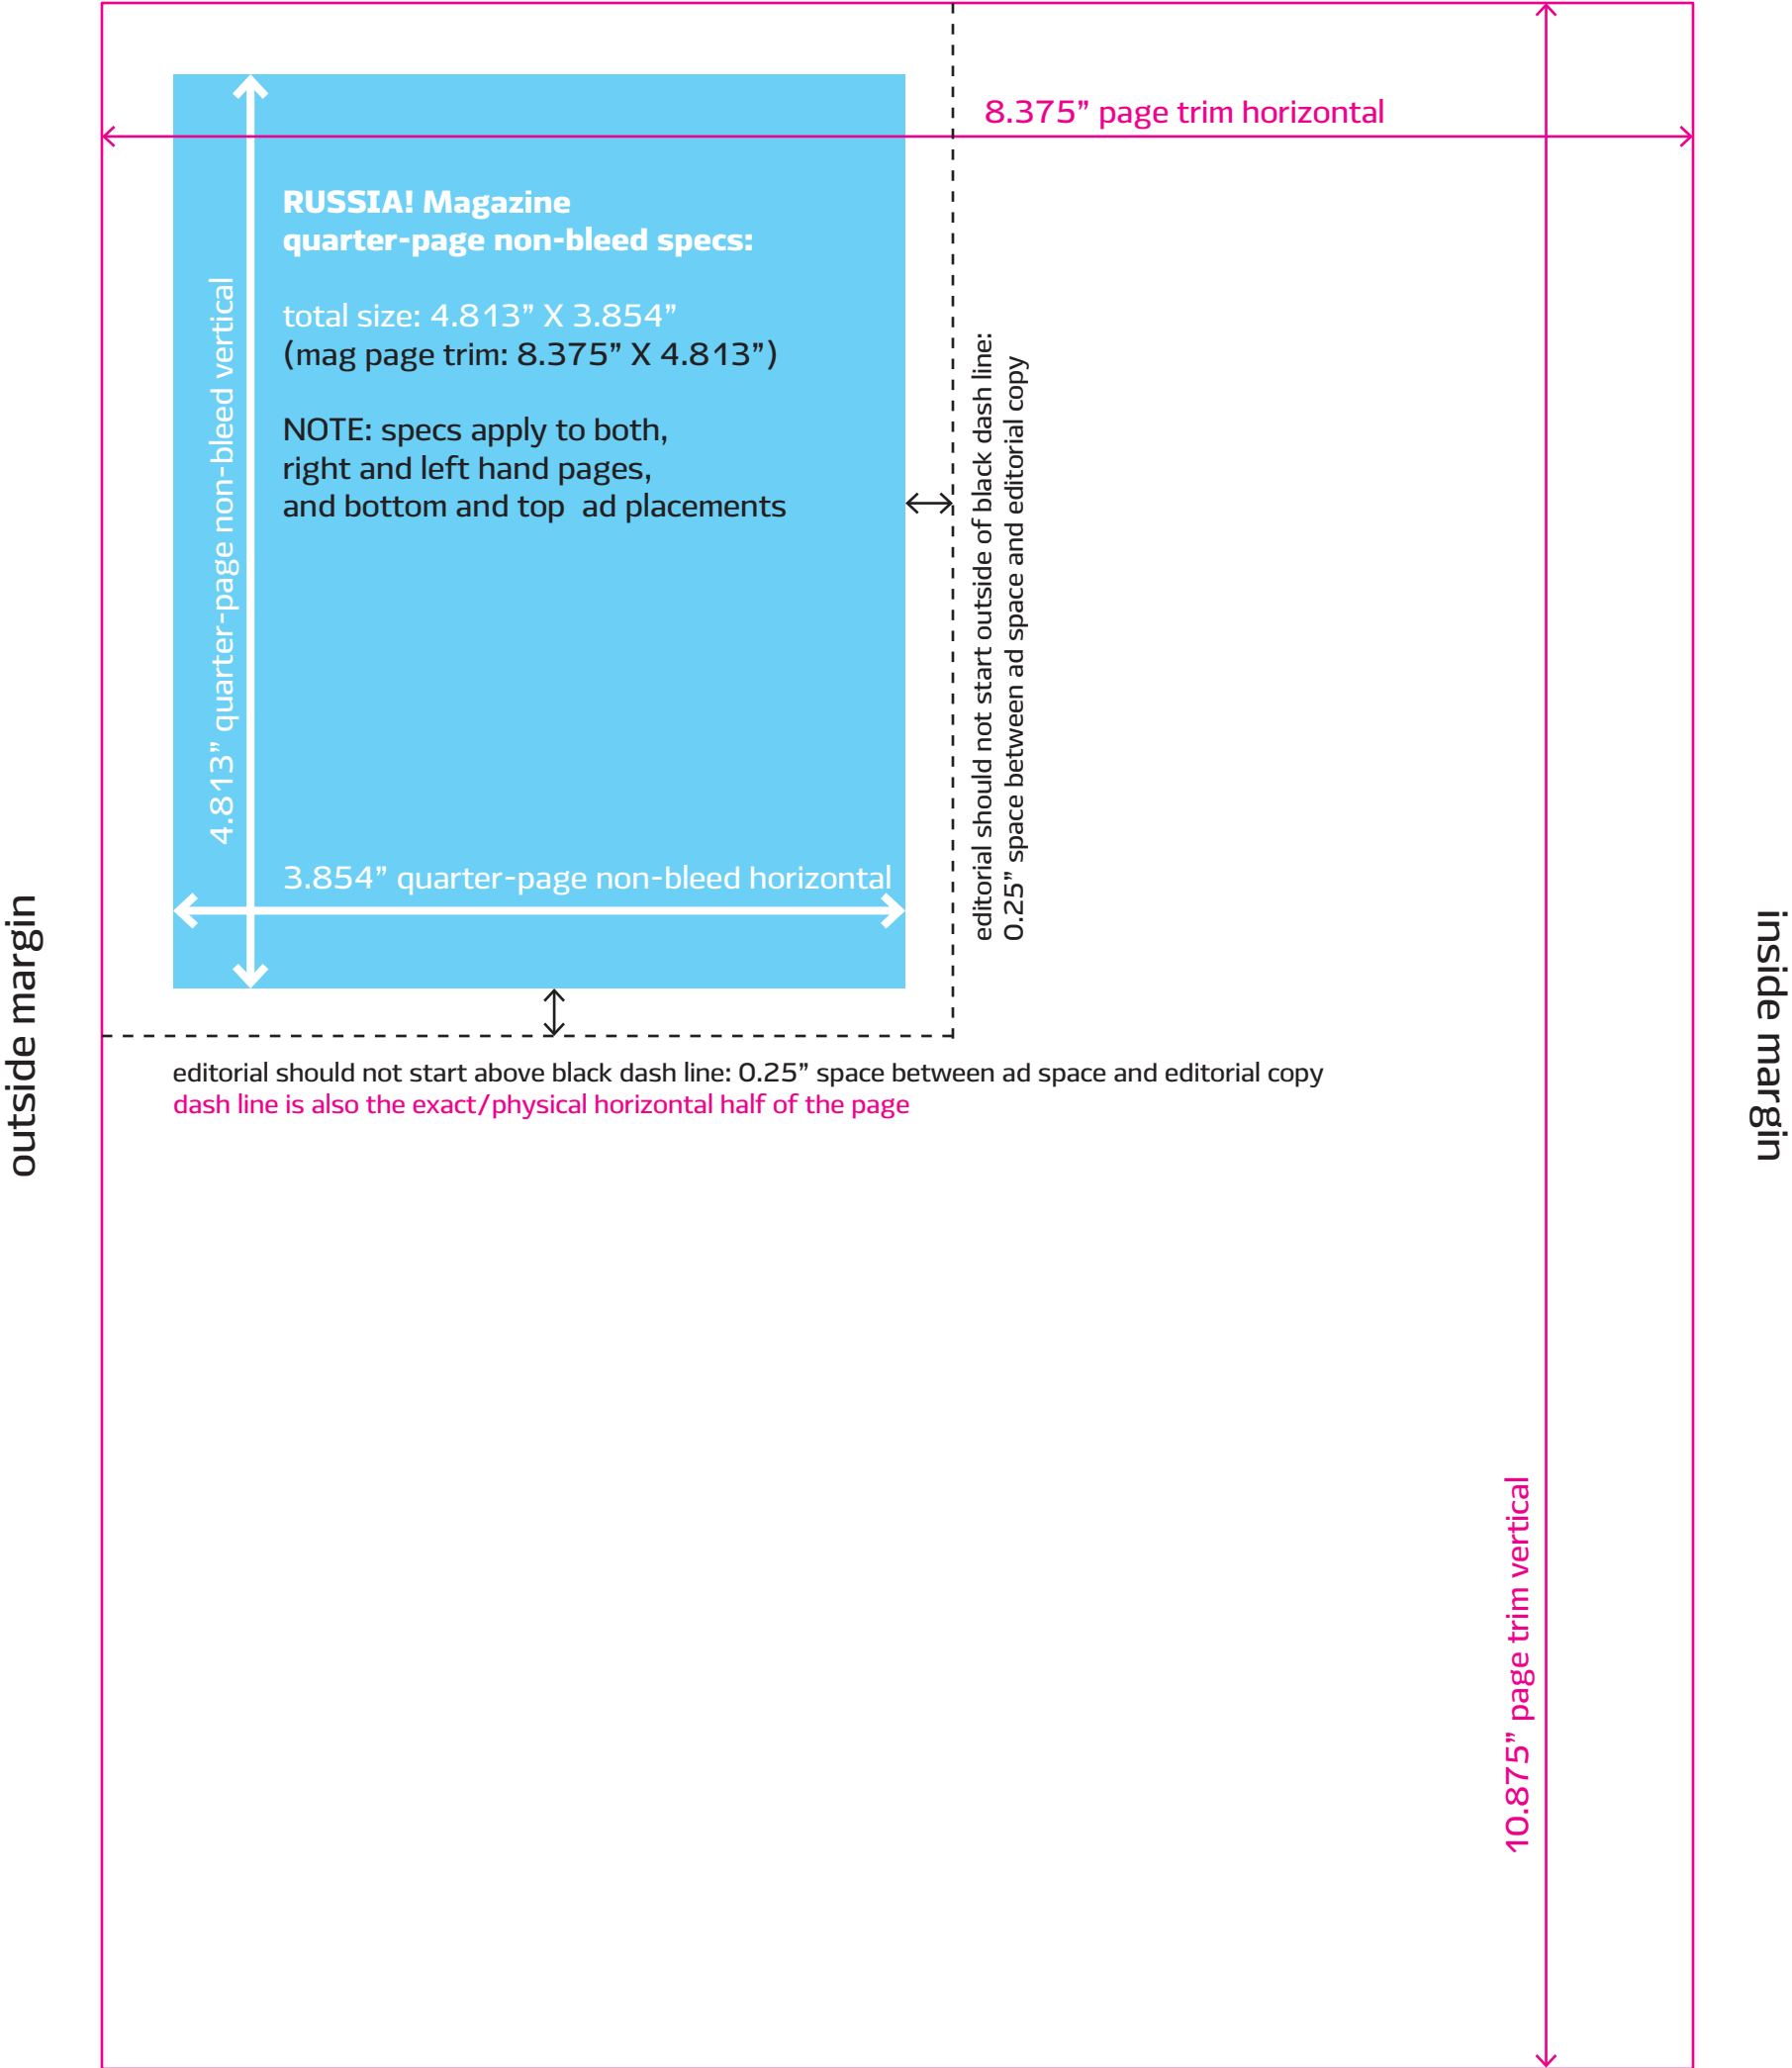 8.375” page trim horizontal
RUSSIA! Magazine
quarter-page non-bleed specs:
total size: 4.813” X 3.854”
(mag page trim: 8.375” X 4.813”)
NOTE: specs apply to both,
right and left hand pages,
and bottom and top  ad placements
4.813” quarter-page non-bleed vertical
3.854” quarter-page non-bleed horizontal
editorial should not start outside of black dash line:
0.25” space between ad space and editorial copy
editorial should not start above black dash line: 0.25” space between ad space and editorial copy
dash line is also the exact/physical horizontal half of the page
outside margin
inside margin
10.875” page trim vertical